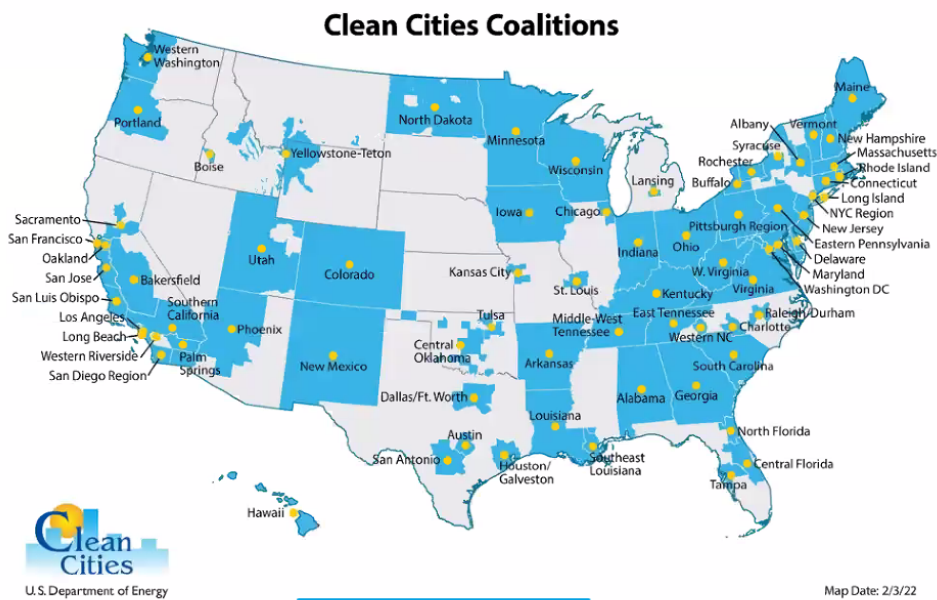 Clean Cities Coalitions
Western
Washington
Portland
Boise
Yellowstone-Teton
North Dakota
Minnesota
Wisconsin
Lansing
Iowa
Chicago
Maine
Albany
Vermont
New Hampshire
Syracuse
Massachusetts
Rochester
Rhode Island
Buffalo
Connecticut
Long Island
NYC Region
New Jersey
Pittsburgh Region
Eastern Pennsylvania
Delaware
Maryland
Washington DC
Sacramento
San Francisco
Oakland
San Jose
Bakersfield
San Luis Obispo
Southern
California
Los Angeles
Long Beach
Western Riverside
San Diego Region
Palm
Springs
Phoenix
Utah
Colorado
New Mexico
Kansas City
St. Louis
Indiana
Ohio
W. Virginia
Virginia
Kentucky
Tulsa
Central
Oklahoma
Middle-West
Tennessee
East Tennessee
Raleigh/Durham
Charlotte
Western NC
Arkansas
South Carolina
Alabama
Georgia
Dallas/Ft. Worth
Louisiana
Austin
San Antonio
Houston/
Galveston
Southeast
Louisiana
North Florida
Central Florida
Tampa
Hawaii
Clean
Cities
U.S. Department of Energy
Map Date: 2/3/22